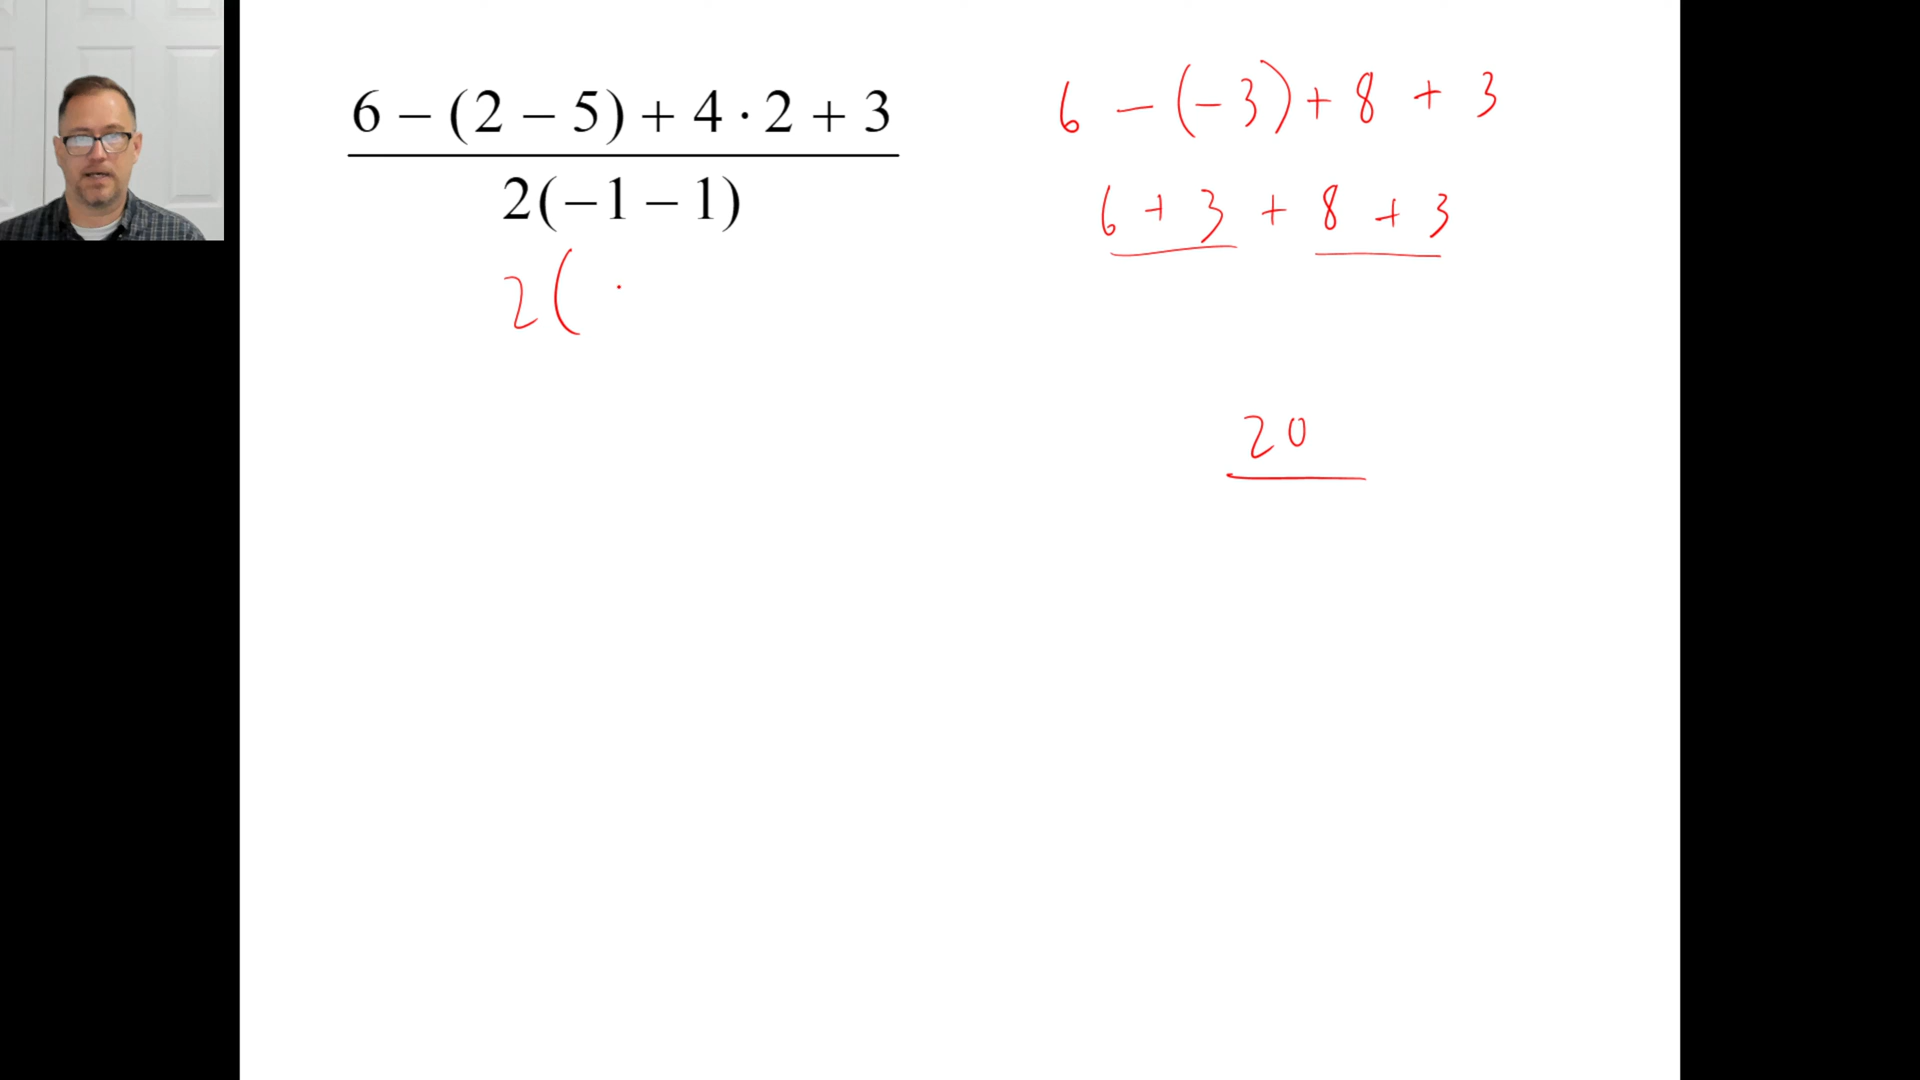 6 − (2 − 5) + 4 · 2 + 3
2(−1 − 1)
2(
6 − (−3) + 8 + 3
6 + 3 + 8 + 3
20